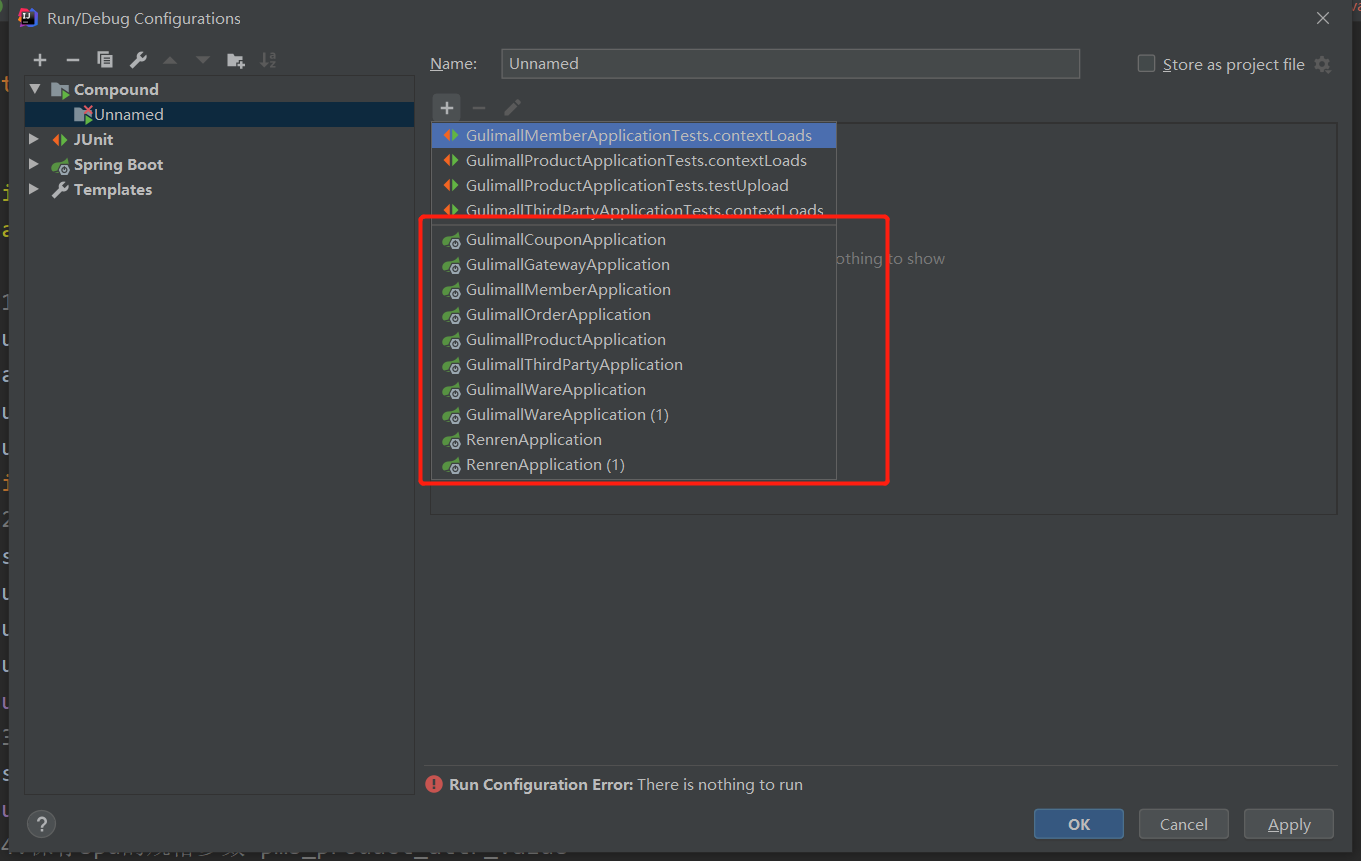 Run/Debug Configurations
Name:
Unnamed
Store as project file
Compound
Unnamed
JUnit
Spring Boot
Templates
GulimallMemberApplicationTests.contextLoads
GulimallProductApplicationTests.contextLoads
GulimallProductApplicationTests.testUpload
GulimallThirdPartyApplicationTests.contextLoads
GulimallCouponApplication
GulimallGatewayApplication
othing to show
GulimallMemberApplication
GulimallOrderApplication
GulimallProductApplication
GulimallThirdPartyApplication
GulimallWareApplication
GulimallWareApplication (1)
RenrenApplication
RenrenApplication (1)
Run Configuration Error: There is nothing to run
?
OK
Cancel
Apply